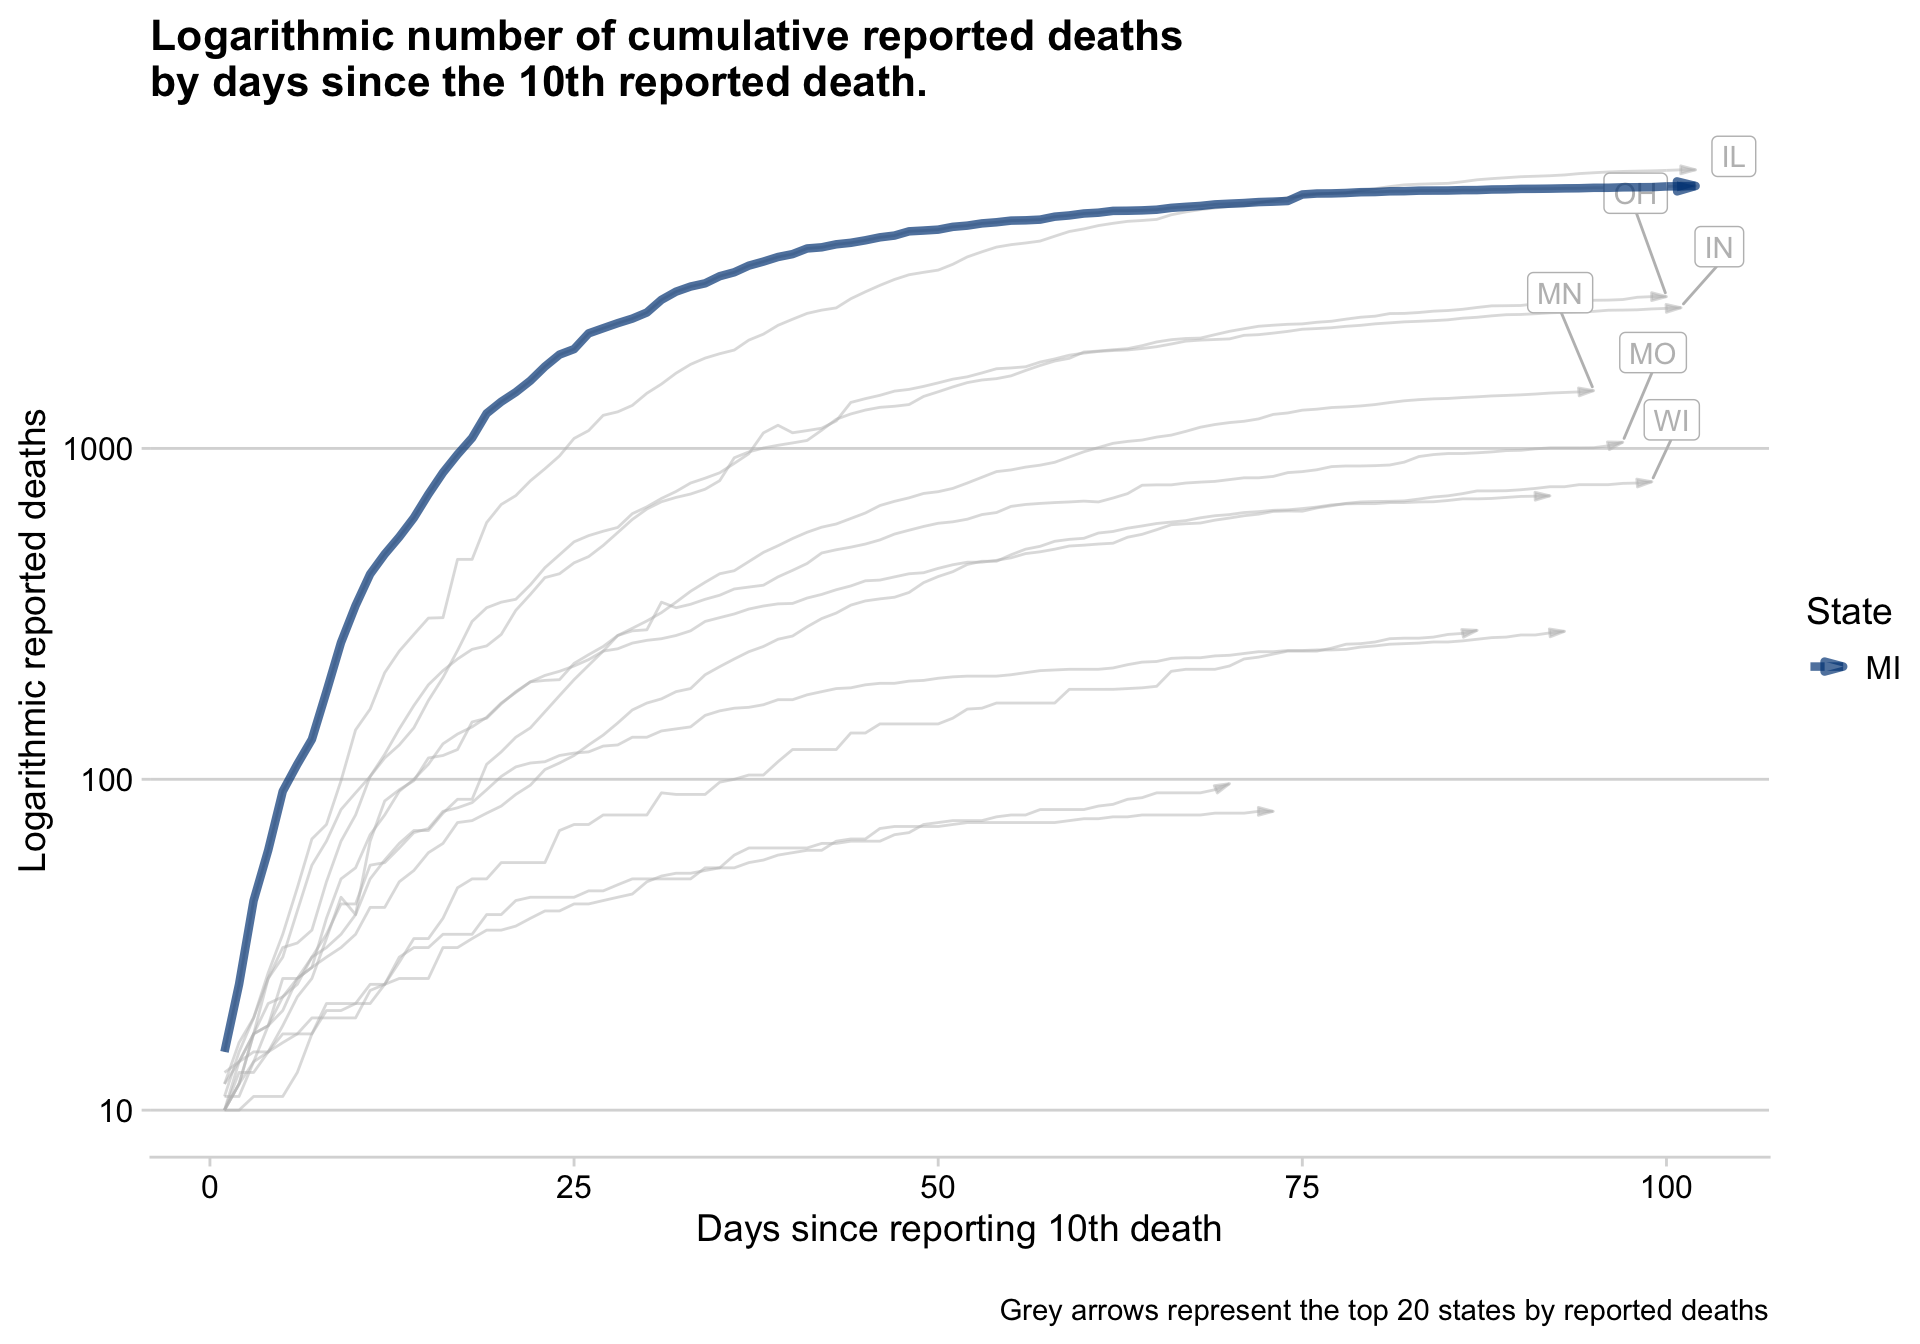 Logarithmic number of cumulative reported deaths
by days since the 10th reported death.
IL
OH
IN
MN
MO
WI
Logarithmic reported deaths
1000
100
10
State
MI
0 25 50 75 100
Days since reporting 10th death
Grey arrows represent the top 20 states by reported deaths